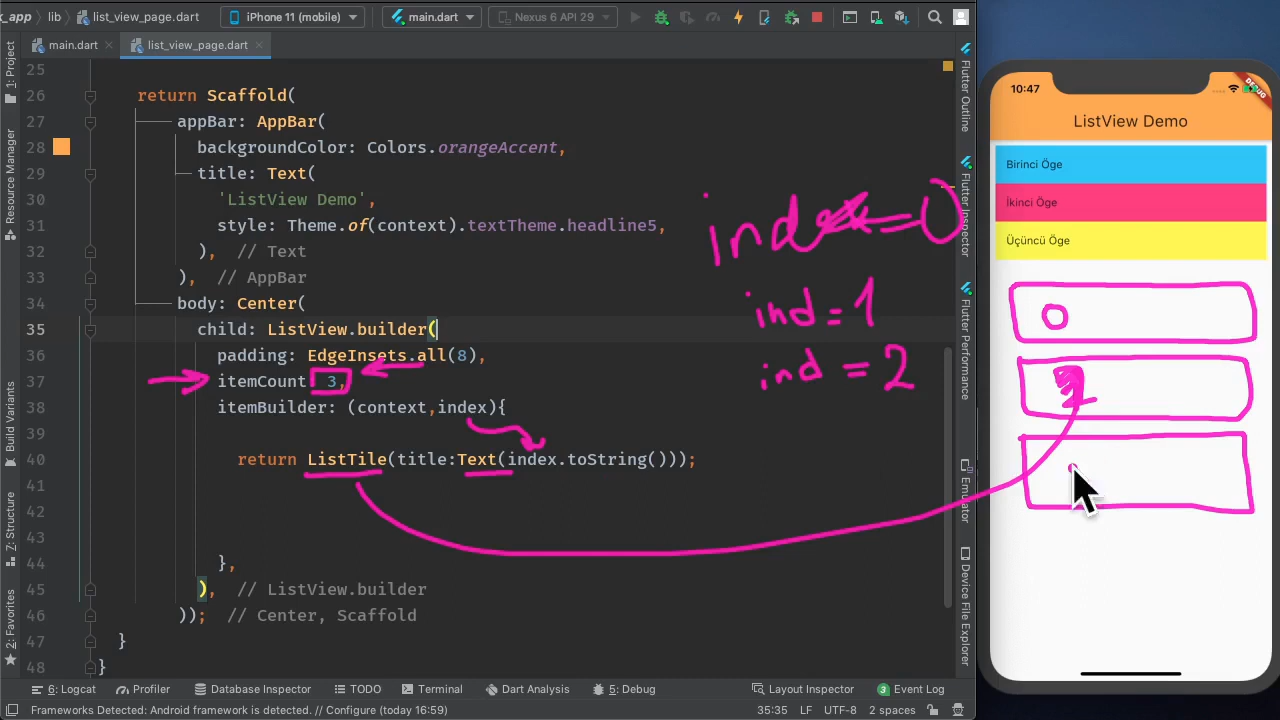 _app
lib
list_view_page.dart
iPhone 11 (mobile)
main.dart
Nexus 6 API 29
main.dart
list_view_page.dart
1: Project
Resource Manager
Build Variants
7: Structure
2: Favorites
25
26 return Scaffold(
27 appBar: AppBar(
28 backgroundColor: Colors.orangeAccent,
29 title: Text(
30 'ListView Demo',
31 style: Theme.of(context).textTheme.headline5,
32 ), // Text
33 ), // AppBar
34 body: Center(
35 child: ListView.builder(
36 padding: EdgeInsets.all(8),
37 itemCount 3,
38 itemBuilder: (context,index){
39
40 return ListTile(title:Text(index.toString()));
41
42
43
44 },
45 ), // ListView.builder
46 )); // Center, Scaffold
47 }
48 }
index=0
ind=1
ind=2
Flutter Outline
Flutter Inspector
Flutter Performance
Emulator
Device File Explorer
10:47
DEBUG
ListView Demo
Birinci Öge
İkinci Öge
Üçüncü Öge
0
6: Logcat
Profiler
Database Inspector
TODO
Terminal
Dart Analysis
5: Debug
Layout Inspector
3 Event Log
Frameworks Detected: Android framework is detected. // Configure (today 16:59)
35:35 LF UTF-8 2 spaces